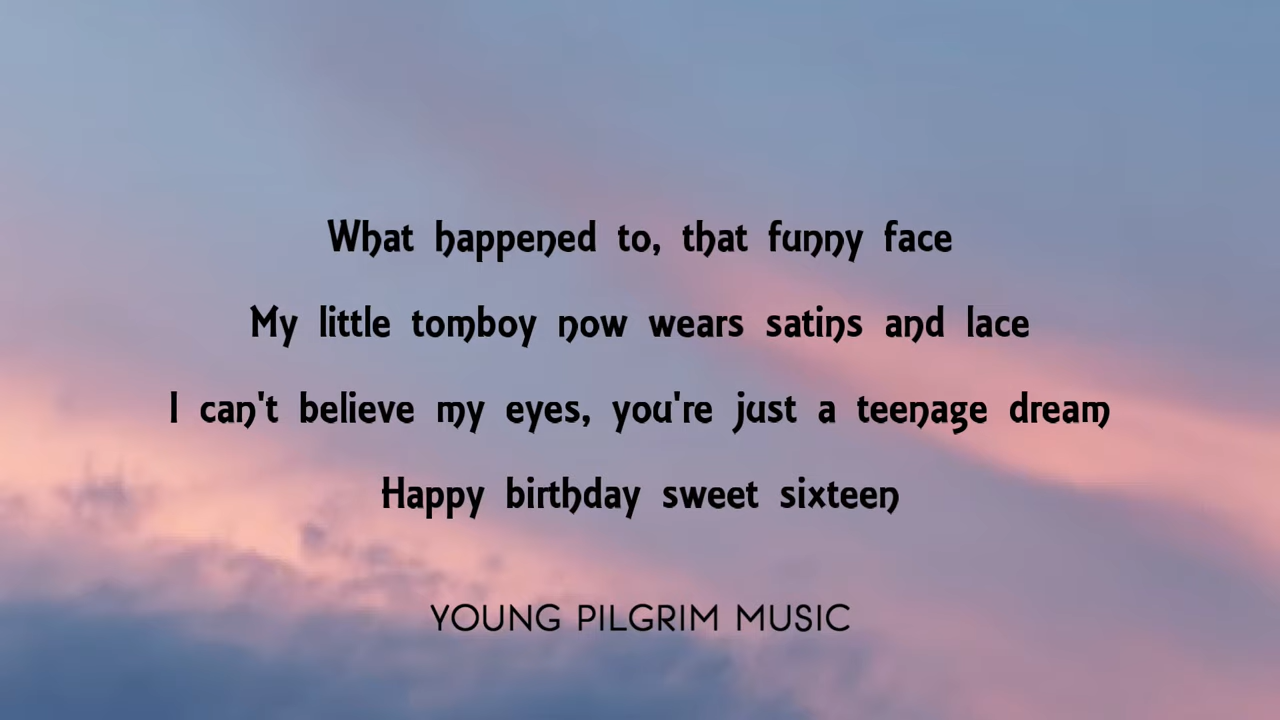 What happened to, that funny face
My little tomboy now wears satins and lace
I can't believe my eyes, you're just a teenage dream
Happy birthday sweet sixteen
YOUNG PILGRIM MUSIC